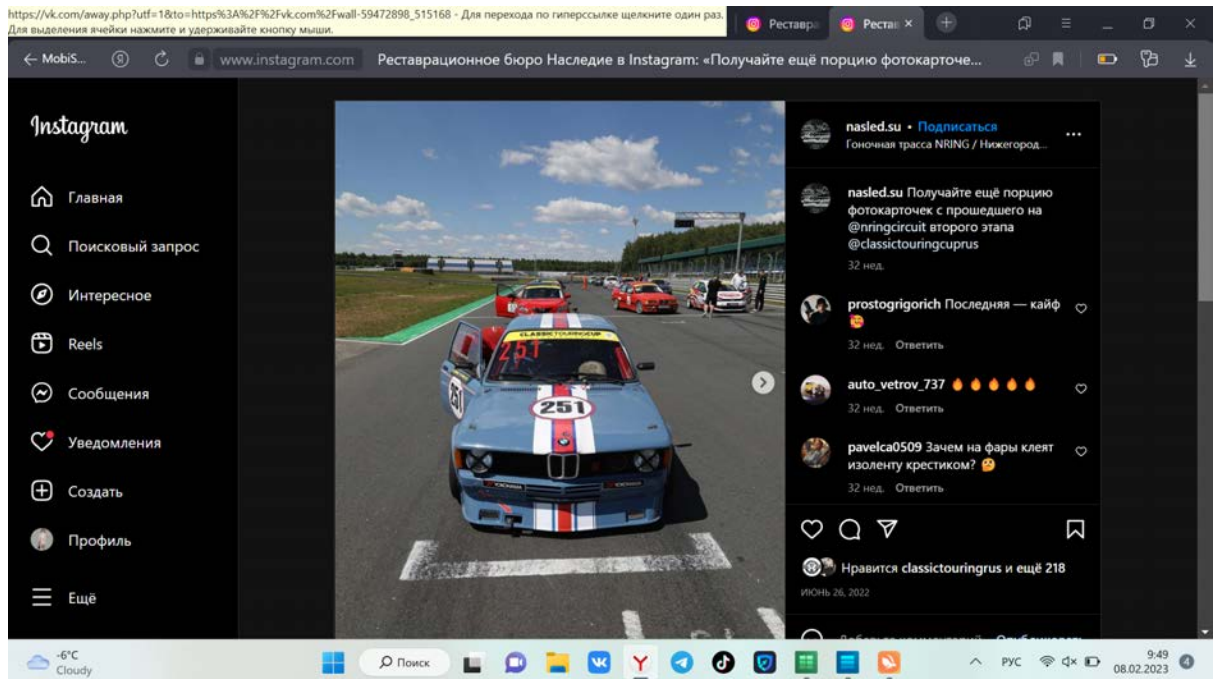 https://vk.com/away.php?utf=1&to=https%3A%2F%2Fvk.com%2Fwall-59472898_515168 - Для перехода по гиперссылке щелкните один раз.
Для выделения ячейки нажмите и удерживайте кнопку мыши.
Реставра
Рестав
MobiS...
www.instagram.com
Реставрационное бюро Наследие в Instagram: «Получайте ещё порцию фотокарточе...
Instagram
Главная
Поисковый запрос
Интересное
Reels
Сообщения
Уведомления
Создать
Профиль
Ещё
CLASSICTOURINGCUP
251
251
251
nasled.su • Подписаться
Гоночная трасса NRING / Нижегород...
nasled.su Получайте ещё порцию
фотокарточек с прошедшего на
@nringcircuit второго этапа
@classictouringcuprus
32 нед.
prostogrigorich Последняя — кайф
32 нед. Ответить
auto_vetrov_737
32 нед. Ответить
pavelca0509 Зачем на фары клеят
изоленту крестиком?
32 нед. Ответить
Нравится classictouringrus и ещё 218
ИЮНЬ 26, 2022
-6°C
Cloudy
Поиск
РУС
9:49
08.02.2023
4